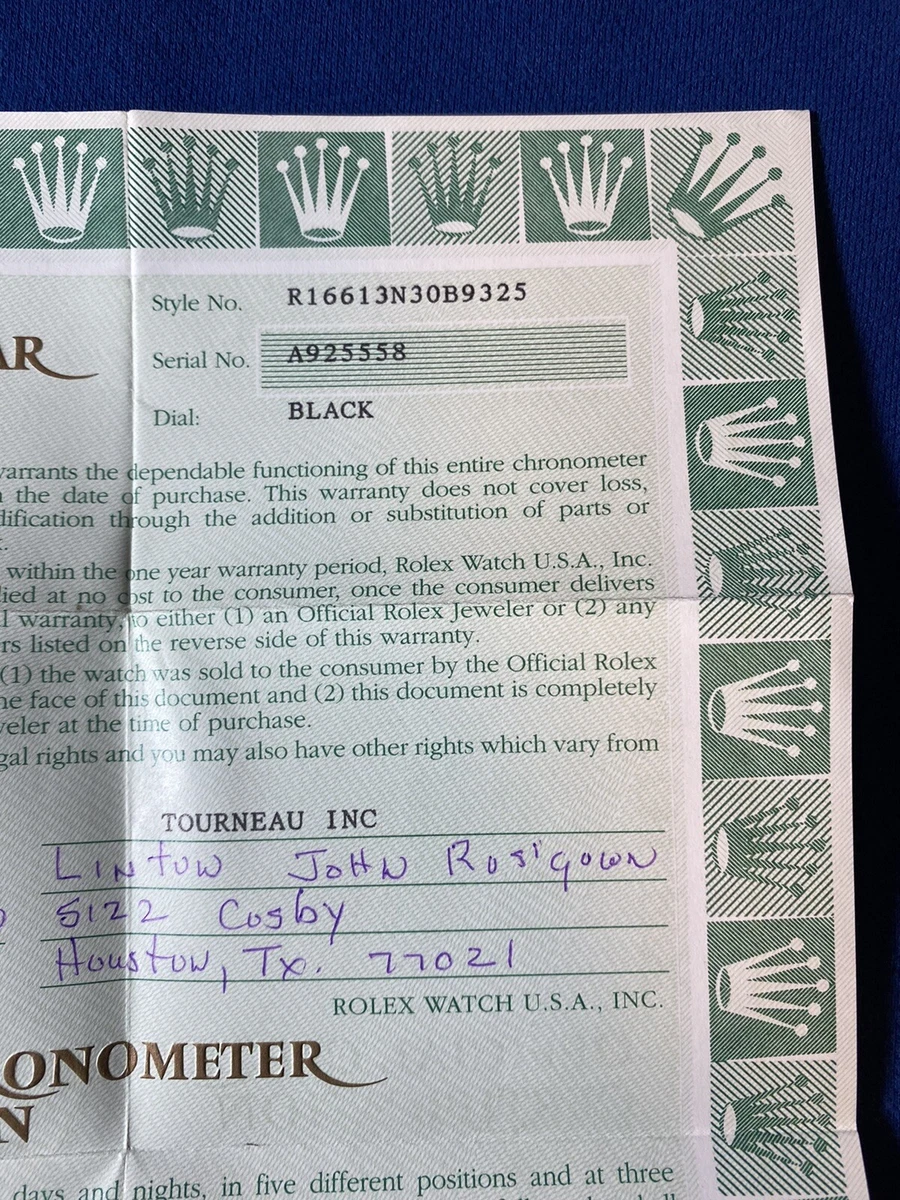 Style No. R16613N30B9325
AR
Serial No. A925558
Dial: BLACK
warrants the dependable functioning of this entire chronometer
the date of purchase. This warranty does not cover loss,
dification through the addition or substitution of parts or
within the one year warranty period, Rolex Watch U.S.A., Inc.
lied at no cost to the consumer, once the consumer delivers
l warranty, to either (1) an Official Rolex Jeweler or (2) any
rs listed on the reverse side of this warranty.
(1) the watch was sold to the consumer by the Official Rolex
he face of this document and (2) this document is completely
weler at the time of purchase.
gal rights and you may also have other rights which vary from
TOURNEAU INC
Lintow John Rosigown
5122 Cosby
Houston, Tx. 77021
ROLEX WATCH U.S.A., INC.
ONOMETER
N
days and nights, in five different positions and at three